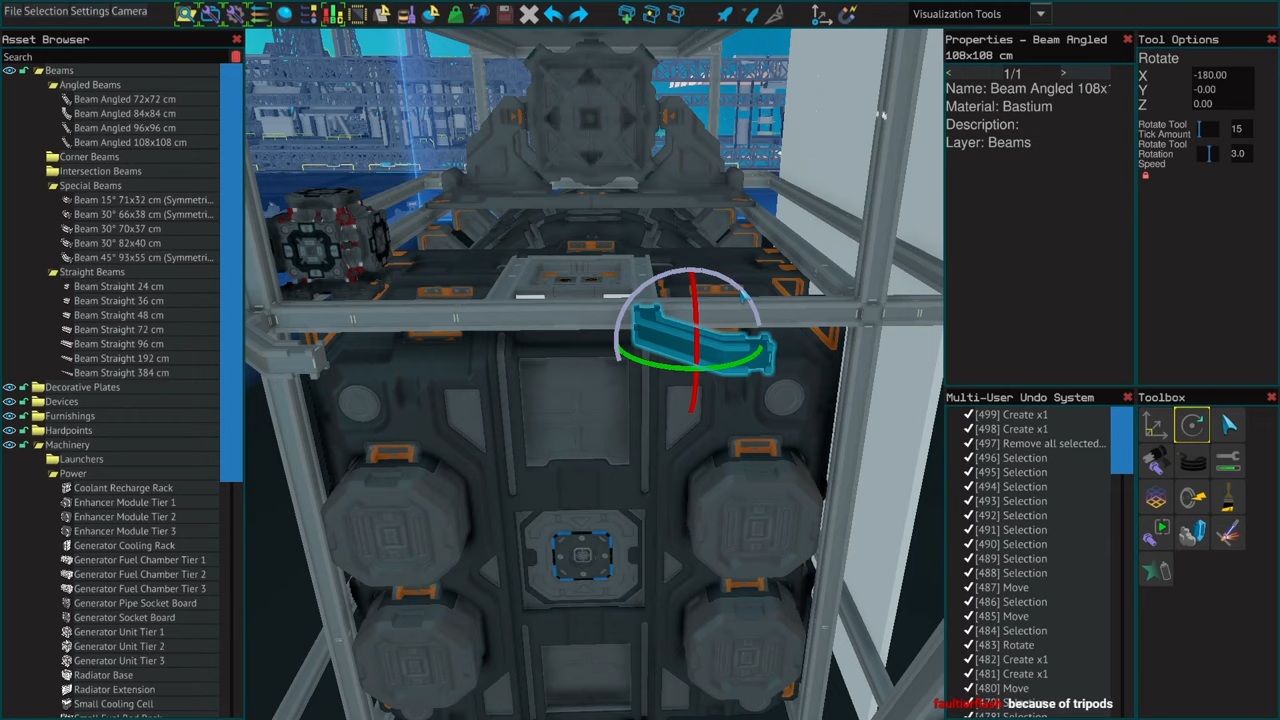 File Selection Settings Camera
Visualization Tools
Asset Browser
Search
Beams
Angled Beams
Beam Angled 72x72 cm
Beam Angled 84x84 cm
Beam Angled 96x96 cm
Beam Angled 108x108 cm
Corner Beams
Intersection Beams
Special Beams
Beam 15° 71x32 cm (Symmetri...
Beam 30° 66x38 cm (Symmetri...
Beam 30° 70x37 cm
Beam 30° 82x40 cm
Beam 45° 93x55 cm (Symmetri...
Straight Beams
Beam Straight 24 cm
Beam Straight 36 cm
Beam Straight 48 cm
Beam Straight 72 cm
Beam Straight 96 cm
Beam Straight 192 cm
Beam Straight 384 cm
Decorative Plates
Devices
Furnishings
Hardpoints
Machinery
Launchers
Power
Coolant Recharge Rack
Enhancer Module Tier 1
Enhancer Module Tier 2
Enhancer Module Tier 3
Generator Cooling Rack
Generator Fuel Chamber Tier 1
Generator Fuel Chamber Tier 2
Generator Fuel Chamber Tier 3
Generator Pipe Socket Board
Generator Socket Board
Generator Unit Tier 1
Generator Unit Tier 2
Generator Unit Tier 3
Radiator Base
Radiator Extension
Small Cooling Cell
Properties - Beam Angled
108x108 cm
< 1/1 >
Name: Beam Angled 108x1
Material: Bastium
Description:
Layer: Beams
Tool Options
Rotate
X -180.00
Y -0.00
Z 0.00
Rotate Tool
Tick Amount 15
Rotate Tool
Rotation
Speed 3.0
Multi-User Undo System
[499] Create x1
[498] Create x1
[497] Remove all selected...
[496] Selection
[495] Selection
[494] Selection
[493] Selection
[492] Selection
[491] Selection
[490] Selection
[489] Selection
[488] Selection
[487] Move
[486] Selection
[485] Move
[484] Selection
[483] Rotate
[482] Create x1
[481] Create x1
[480] Move
Toolbox
because of tripods